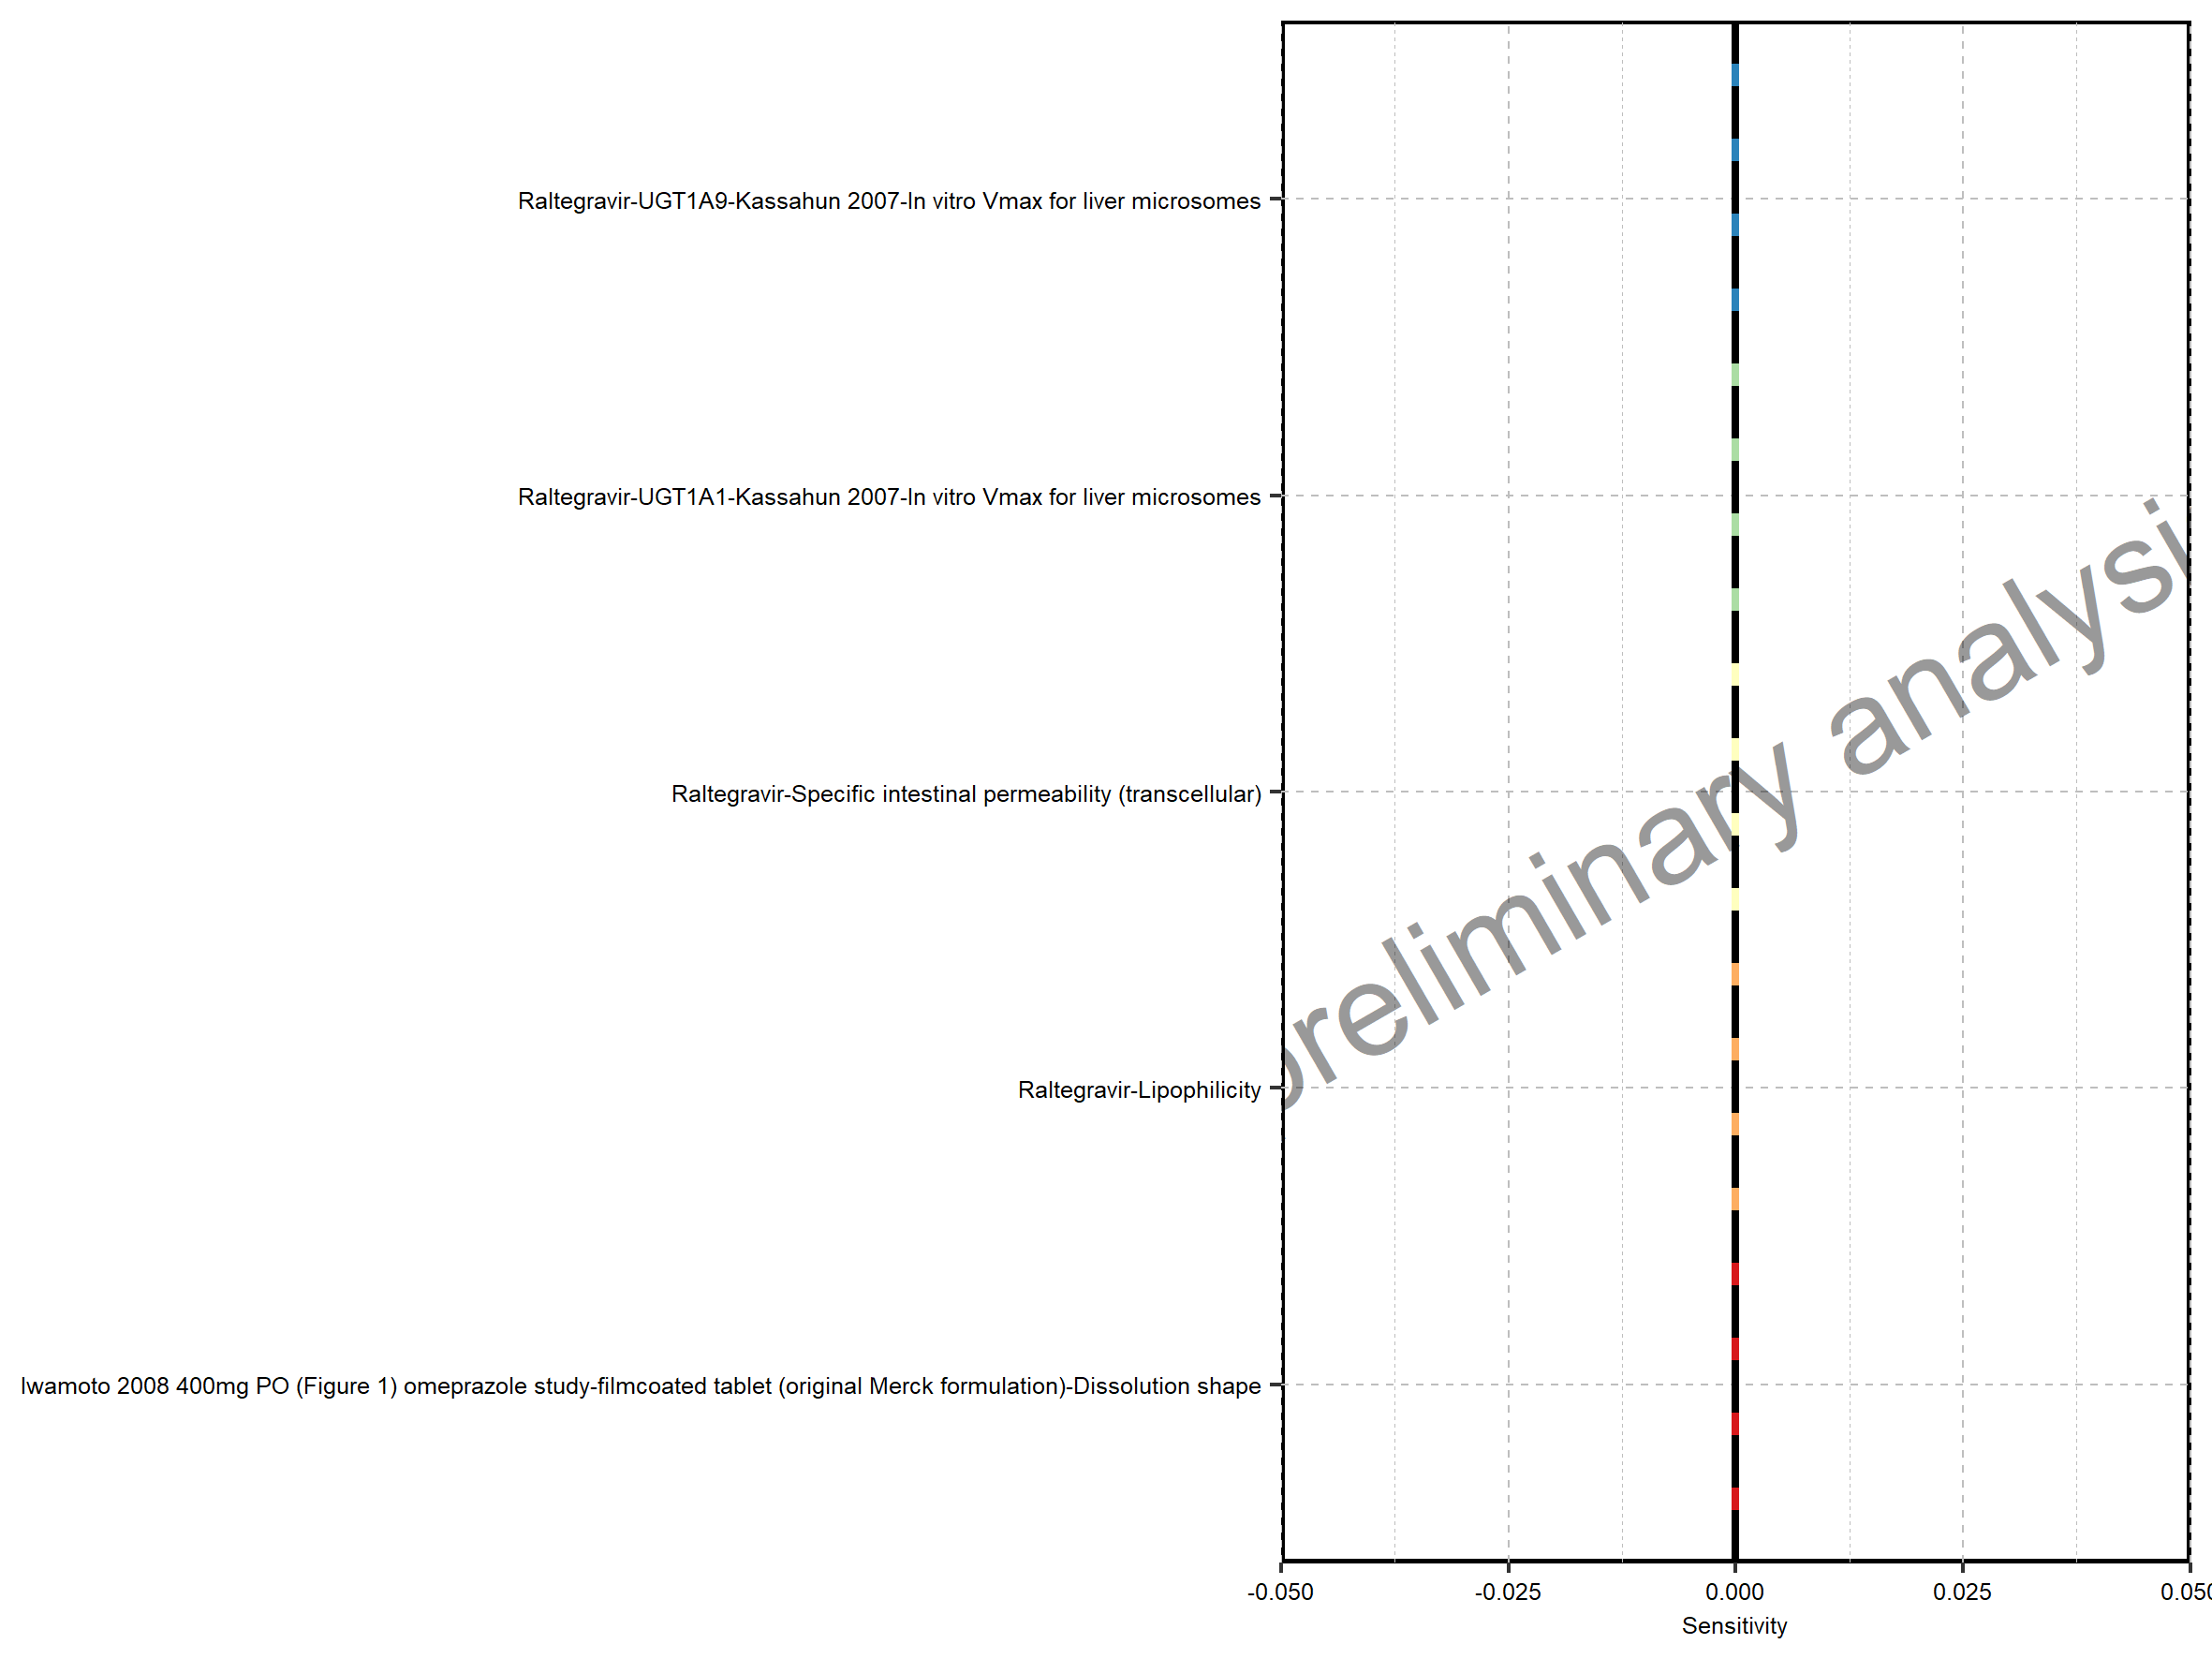 Raltegravir-UGT1A9-Kassahun 2007-In vitro Vmax for liver microsomes
Raltegravir-UGT1A1-Kassahun 2007-In vitro Vmax for liver microsomes
Raltegravir-Specific intestinal permeability (transcellular)
Raltegravir-Lipophilicity
Iwamoto 2008 400mg PO (Figure 1) omeprazole study-filmcoated tablet (original Merck formulation)-Dissolution shape
preliminary analysi
-0.050 -0.025 0.000 0.025 0.050
Sensitivity